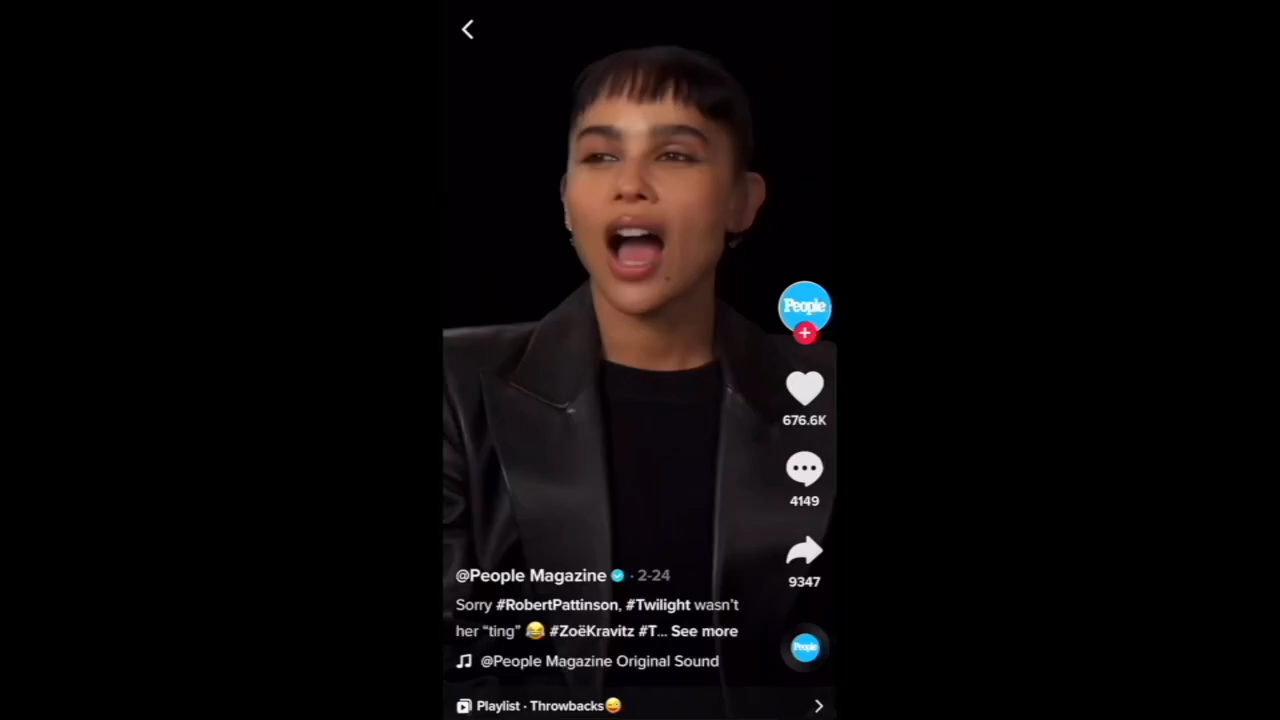 People
676.6K
4149
9347
@People Magazine · 2-24
Sorry #RobertPattinson, #Twilight wasn't
her “ting” 😂 #ZoëKravitz #T... See more
People
@People Magazine Original Sound
Playlist · Throwbacks😜